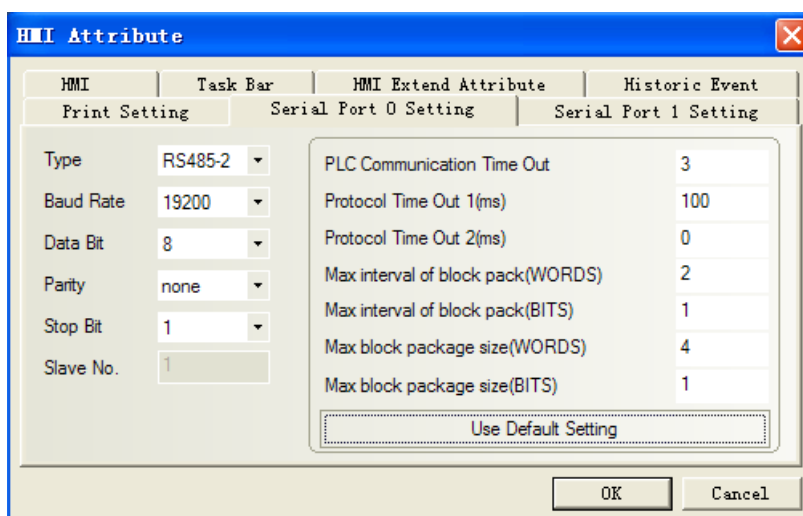 HMI Attribute
HMI Task Bar HMI Extend Attribute Historic Event
Print Setting Serial Port 0 Setting Serial Port 1 Setting
Type RS485-2
Baud Rate 19200
Data Bit 8
Parity none
Stop Bit 1
Slave No. 1
PLC Communication Time Out 3
Protocol Time Out 1(ms) 100
Protocol Time Out 2(ms) 0
Max interval of block pack(WORDS) 2
Max interval of block pack(BITS) 1
Max block package size(WORDS) 4
Max block package size(BITS) 1
Use Default Setting
OK Cancel